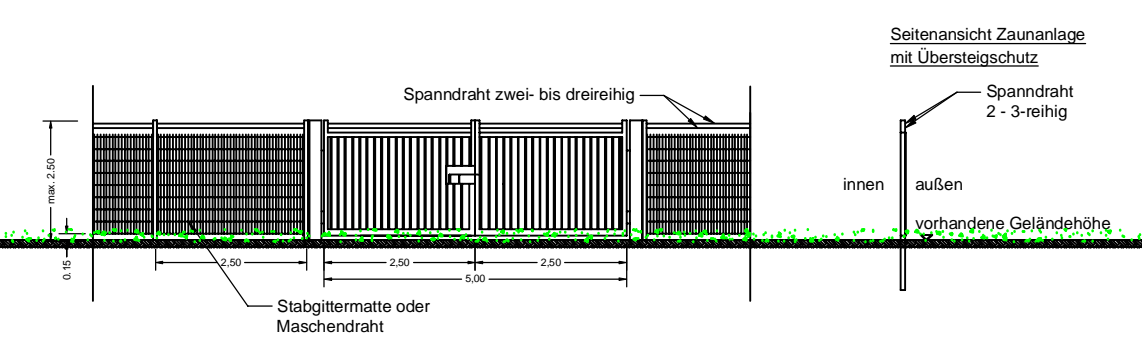 Seitenansicht Zaunanlage
mit Übersteigschutz
Spanndraht zwei- bis dreireihig
Spanndraht
2 - 3-reihig
max. 2.50
innen
außen
vorhandene Geländehöhe
0.15
2,50
2,50
2,50
5,00
Stabgittermatte oder
Maschendraht